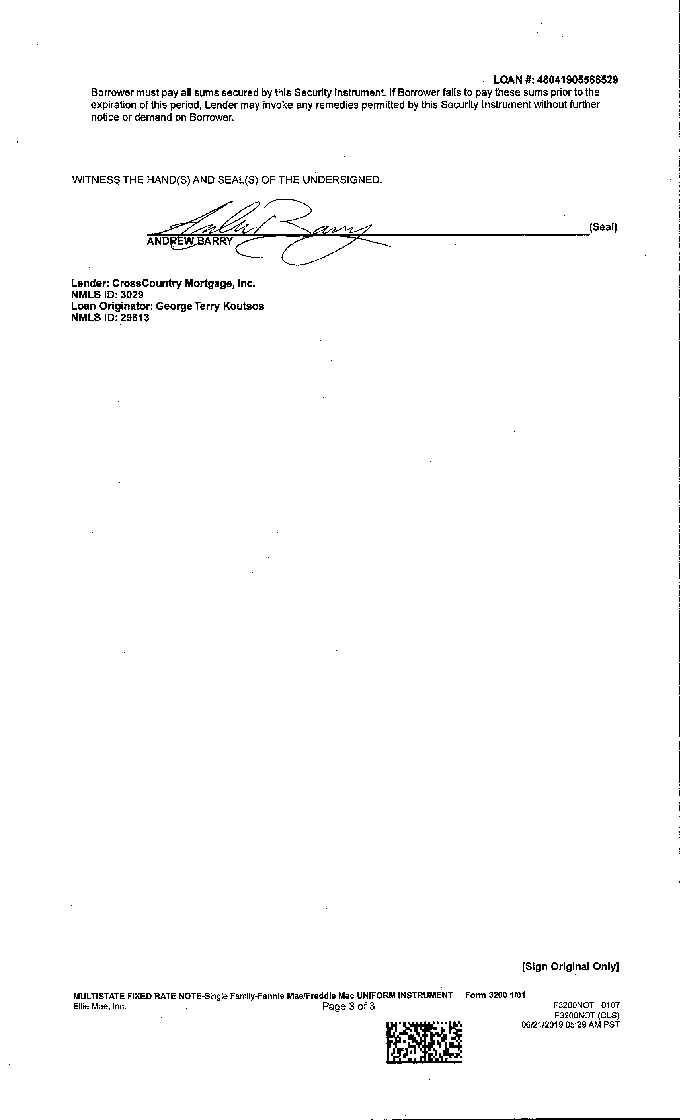 LOAN #: 48041905566529
Borrower must pay all sums secured by this Security Instrument. If Borrower fails to pay these sums prior to the
expiration of this period, Lender may invoke any remedies permitted by this Security Instrument without further
notice or demand on Borrower.
WITNESS THE HAND(S) AND SEAL(S) OF THE UNDERSIGNED.
(Seal)
ANDREW BARRY
Lender: CrossCountry Mortgage, Inc.
NMLS ID: 3029
Loan Originator: George Terry Koutsos
NMLS ID: 29613
[Sign Original Only]
MULTISTATE FIXED RATE NOTE-Single Family-Fannie Mae/Freddie Mac UNIFORM INSTRUMENT Form 3200 1/01
Ellie Mae, Inc. Page 3 of 3 F3200NOT 0107
F3200NOT (CLS)
06/21/2019 05:29 AM PST